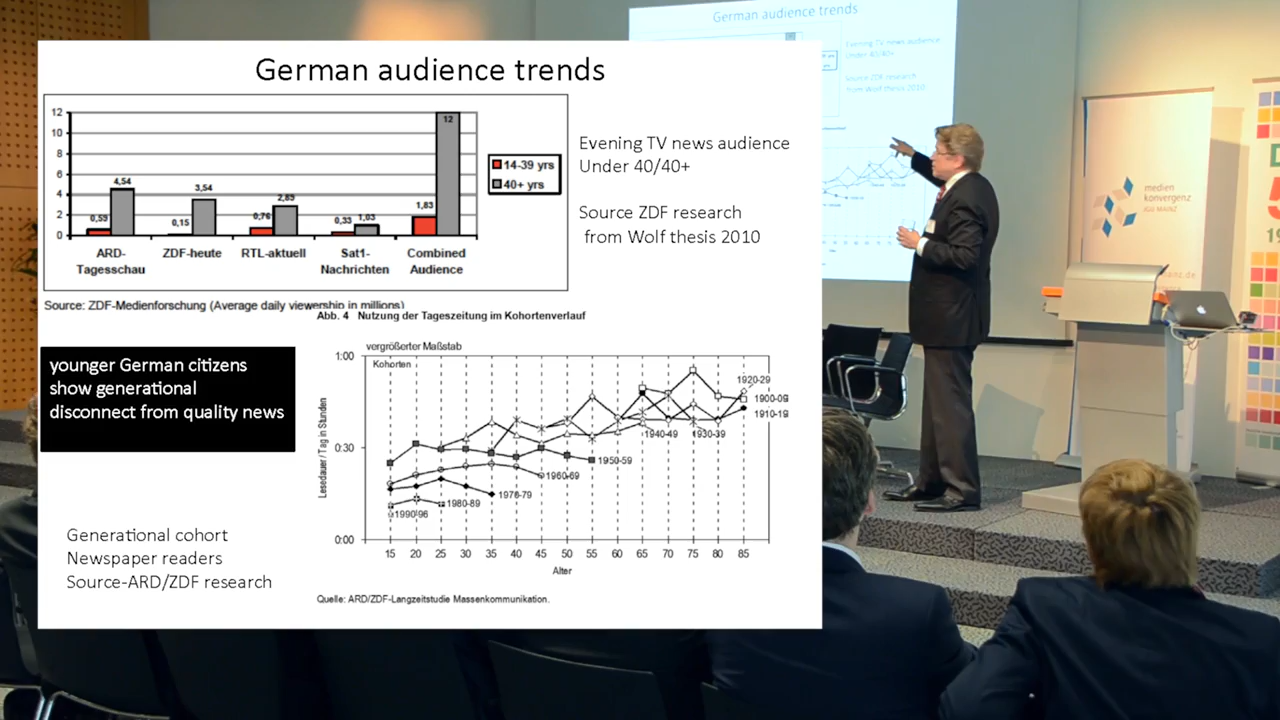 German audience trends
12
10
8
6
4
2
0
0,59
4,54
0,15
3,54
0,76
2,89
0,33
1,03
1,83
12
ARD-
Tagesschau
ZDF-heute
RTL-aktuell
Sat1-
Nachrichten
Combined
Audience
14-39 yrs
40+ yrs
Evening TV news audience
Under 40/40+
Source ZDF research
from Wolf thesis 2010
Source: ZDF-Medienforschung (Average daily viewership in millions)
Abb. 4 Nutzung der Tageszeitung im Kohortenverlauf
younger German citizens
show generational
disconnect from quality news
vergrößerter Maßstab
Kohorten
Lesedauer / Tag in Stunden
1:00
0:30
0:00
1920-29
1900-09
1910-19
1940-49
1930-39
1950-59
1960-69
1970-79
1980-89
1990-96
15 20 25 30 35 40 45 50 55 60 65 70 75 80 85
Alter
Quelle: ARD/ZDF-Langzeitstudie Massenkommunikation.
Generational cohort
Newspaper readers
Source-ARD/ZDF research
German audience trends
Evening TV news audience
Under 40/40+
Source ZDF research
from Wolf thesis 2010
medien
konvergenz
JGU MAINZ